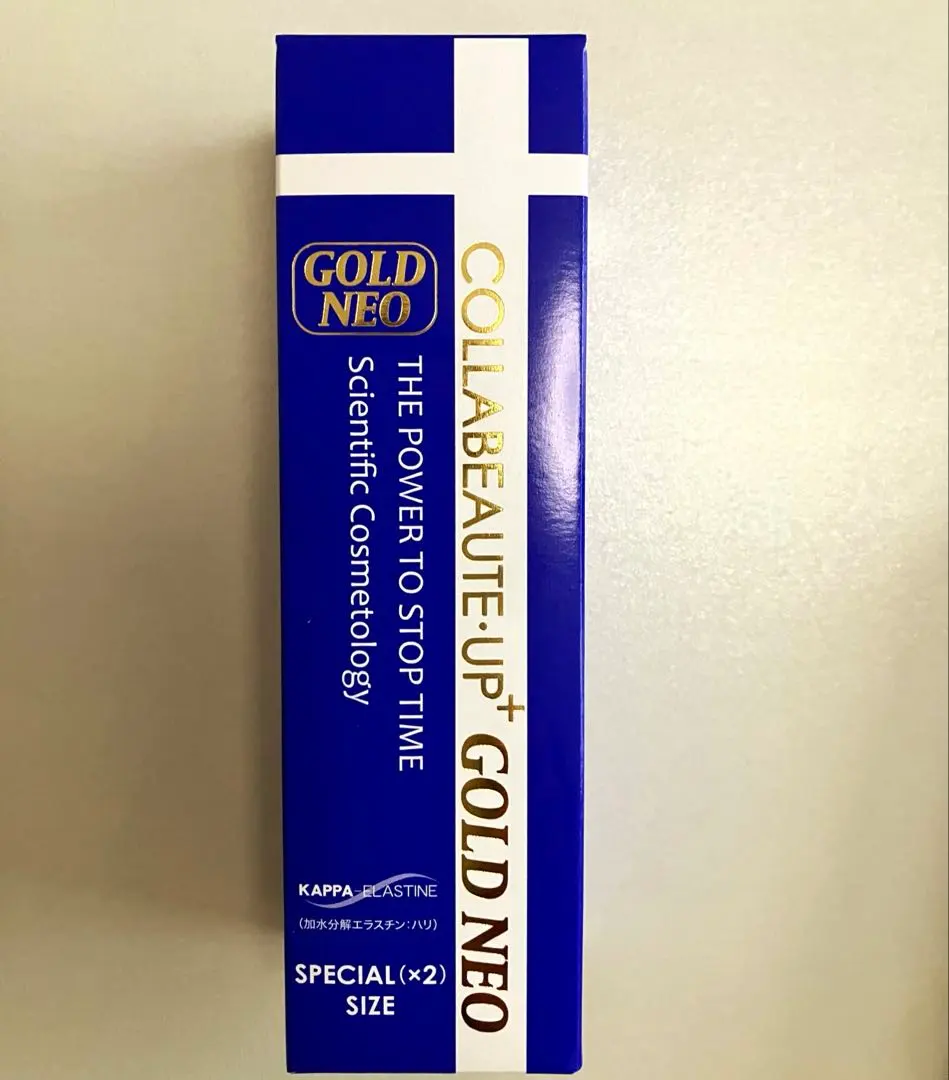 GOLD
NEO
THE POWER TO STOP TIME
Scientific Cosmetology
COLLABEAUTE・UP+ GOLD NEO
KAPPA-ELASTINE
(加水分解エラスチン:ハリ)
SPECIAL(×2)
SIZE